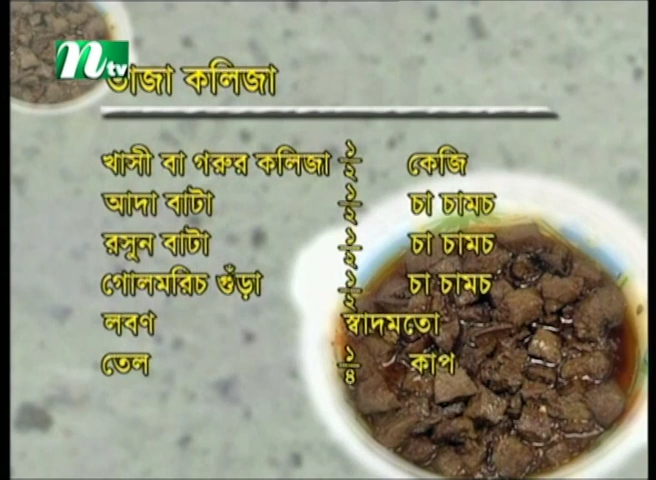 ntv
ভাজা কলিজা
খাসী বা গরুর কলিজা ১/২ কেজি
আদা বাটা ১/২ চা চামচ
রসুন বাটা ১/২ চা চামচ
গোলমরিচ গুঁড়া ১/২ চা চামচ
লবণ স্বাদমতো
তেল ১/৪ কাপ